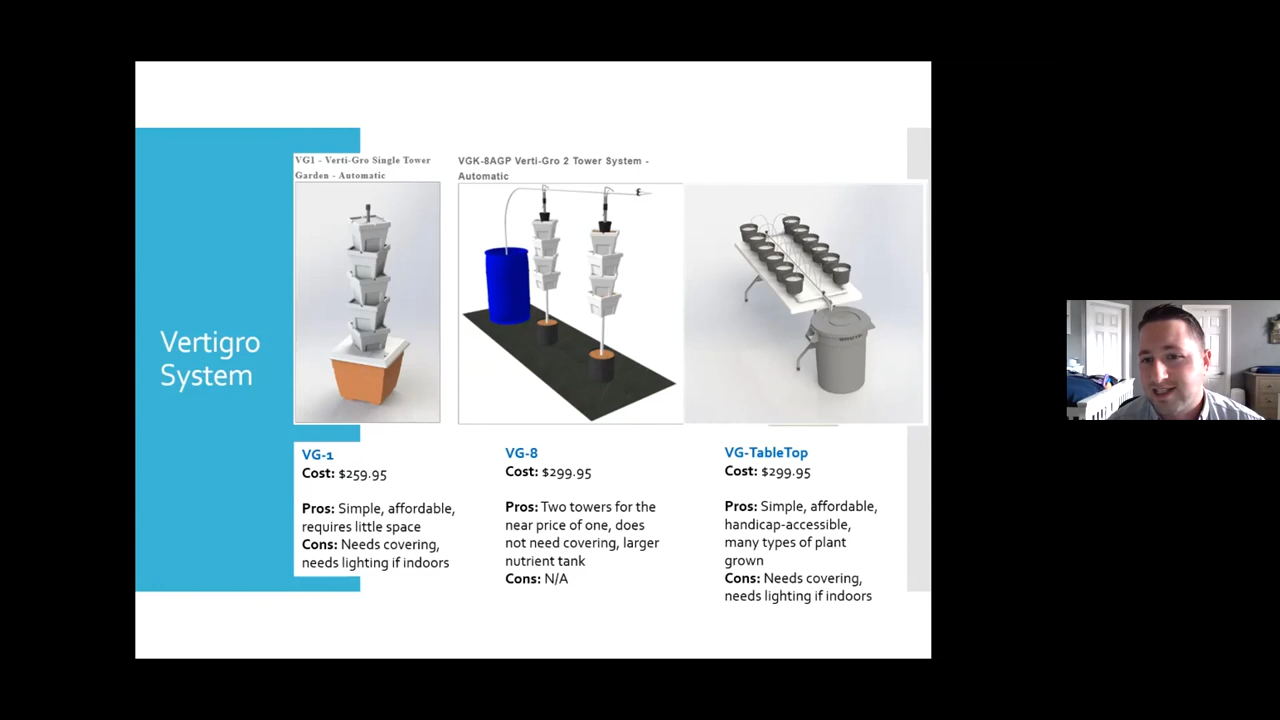 VG1 - Verti-Gro Single Tower
Garden - Automatic
VGK-8AGP Verti-Gro 2 Tower System -
Automatic
Vertigro
System
BRUTE
VG-1
Cost: $259.95
Pros: Simple, affordable,
requires little space
Cons: Needs covering,
needs lighting if indoors
VG-8
Cost: $299.95
Pros: Two towers for the
near price of one, does
not need covering, larger
nutrient tank
Cons: N/A
VG-TableTop
Cost: $299.95
Pros: Simple, affordable,
handicap-accessible,
many types of plant
grown
Cons: Needs covering,
needs lighting if indoors